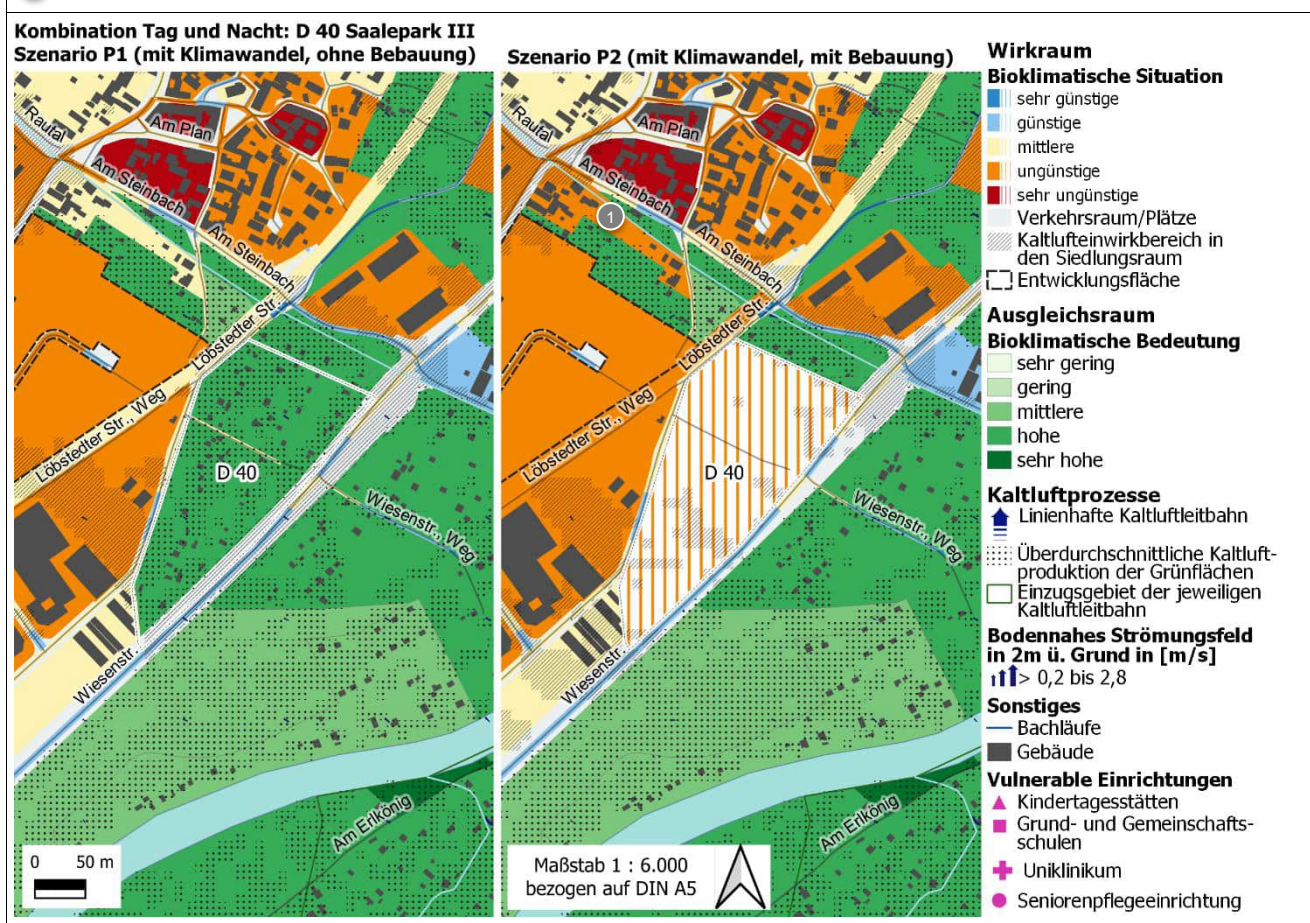 Kombination Tag und Nacht: D 40 Saalepark III
Szenario P1 (mit Klimawandel, ohne Bebauung)
Szenario P2 (mit Klimawandel, mit Bebauung)
Rautal
Am Plan
Am Steinbach
Am Steinbach
Löbstedter Str.
Löbstedter Str., Weg
D 40
Wiesenstr., Weg
Wiesenstr.
Am Erlkönig
0 50 m
Rautal
Am Plan
Am Steinbach
1
Am Steinbach
Löbstedter Str.
Löbstedter Str., Weg
D 40
Wiesenstr., Weg
Wiesenstr.
Am Erlkönig
Maßstab 1 : 6.000
bezogen auf DIN A5
Wirkraum
Bioklimatische Situation
sehr günstige
günstige
mittlere
ungünstige
sehr ungünstige
Verkehrsraum/Plätze
Kaltlufteinwirkbereich in
den Siedlungsraum
Entwicklungsfläche
Ausgleichsraum
Bioklimatische Bedeutung
sehr gering
gering
mittlere
hohe
sehr hohe
Kaltluftprozesse
Linienhafte Kaltluftleitbahn
Überdurchschnittliche Kaltluft-
produktion der Grünflächen
Einzugsgebiet der jeweiligen
Kaltluftleitbahn
Bodennahes Strömungsfeld
in 2m ü. Grund in [m/s]
> 0,2 bis 2,8
Sonstiges
Bachläufe
Gebäude
Vulnerable Einrichtungen
Kindertagesstätten
Grund- und Gemeinschafts-
schulen
Uniklinikum
Seniorenpflegeeinrichtung